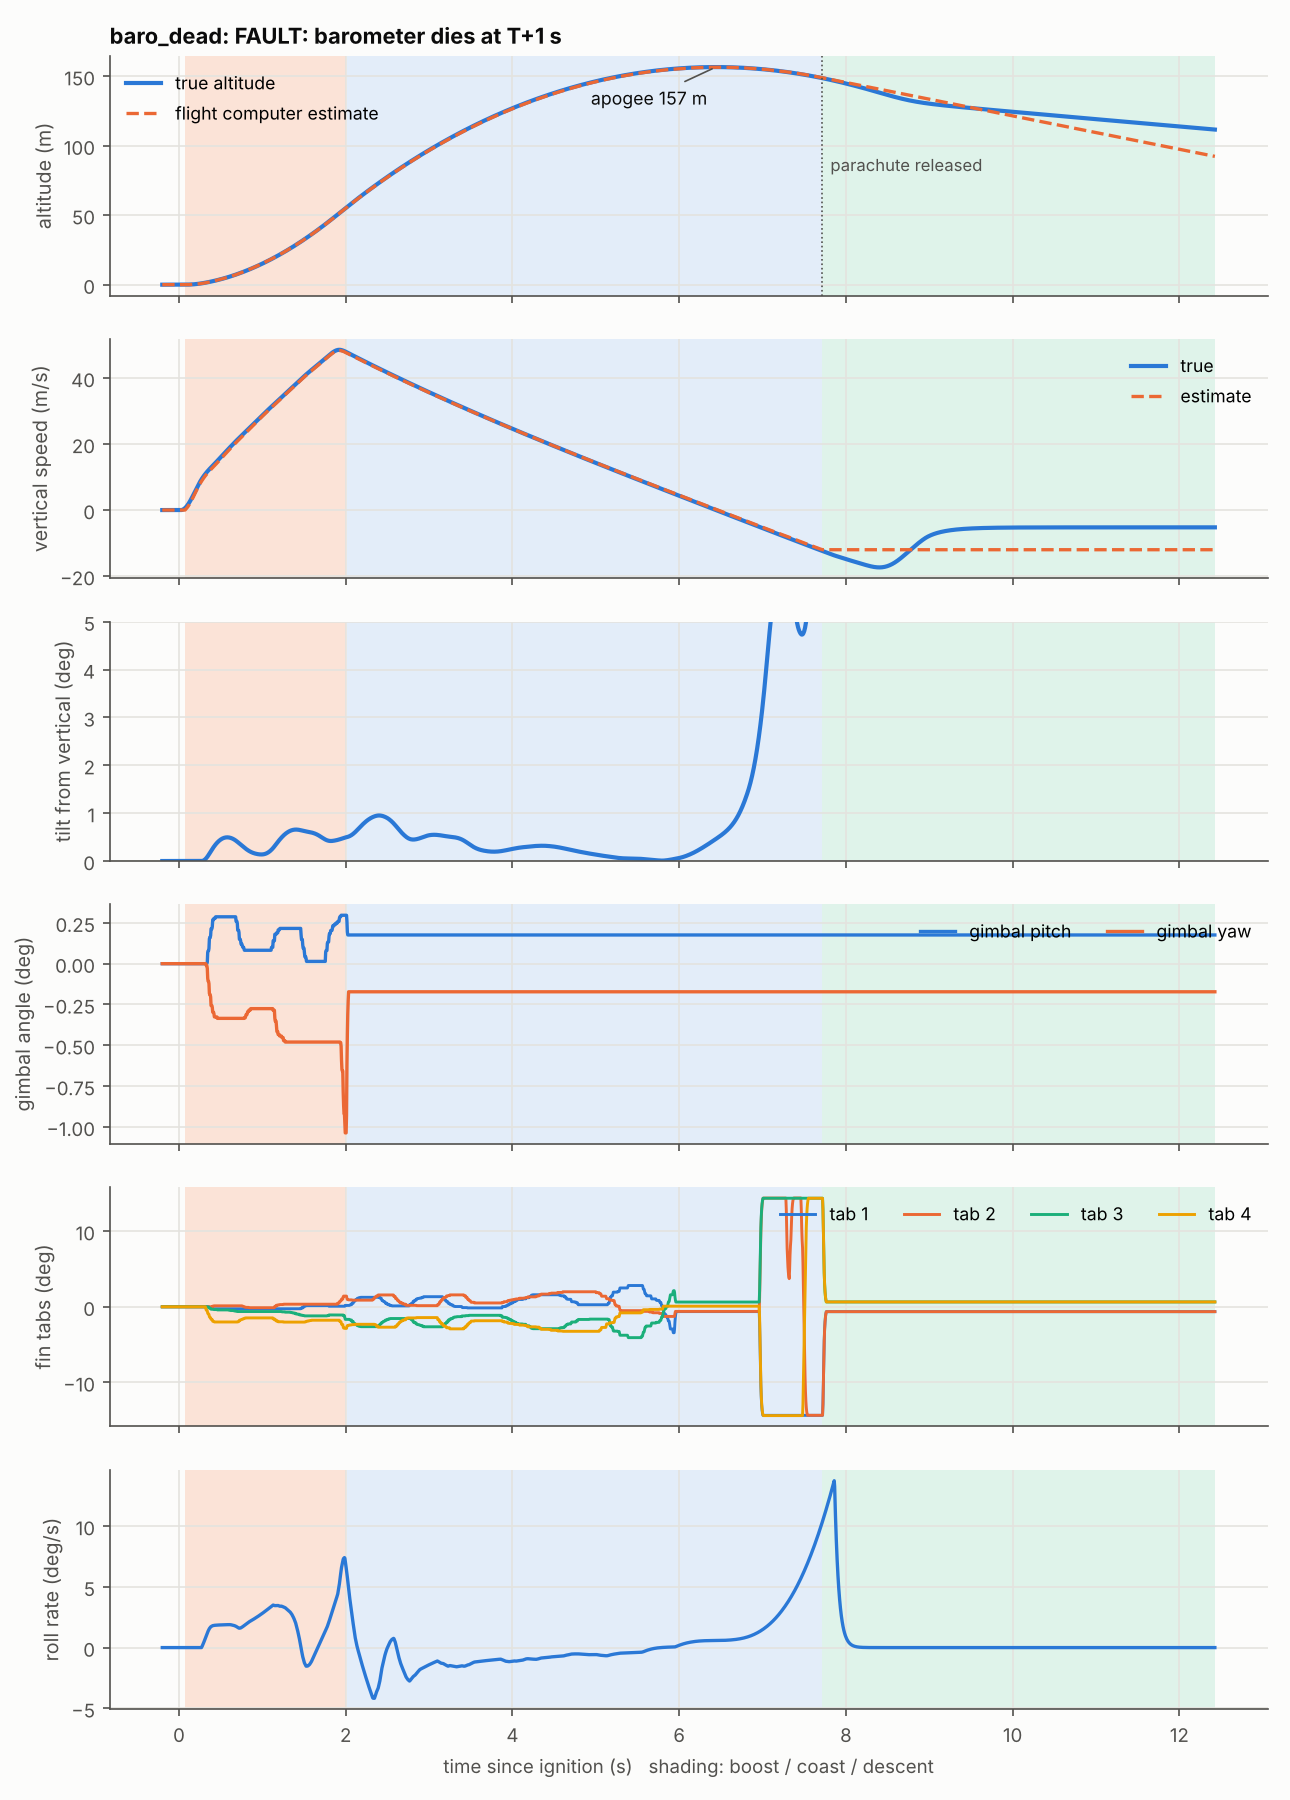 baro_dead: FAULT: barometer dies at T+1 s
150
100
50
0
altitude (m)
true altitude
flight computer estimate
apogee 157 m
parachute released
40
20
0
−20
vertical speed (m/s)
true
estimate
5
4
3
2
1
0
tilt from vertical (deg)
0.25
0.00
−0.25
−0.50
−0.75
−1.00
gimbal angle (deg)
gimbal pitch gimbal yaw
10
0
−10
fin tabs (deg)
tab 1 tab 2 tab 3 tab 4
10
5
0
−5
roll rate (deg/s)
0 2 4 6 8 10 12
time since ignition (s) shading: boost / coast / descent